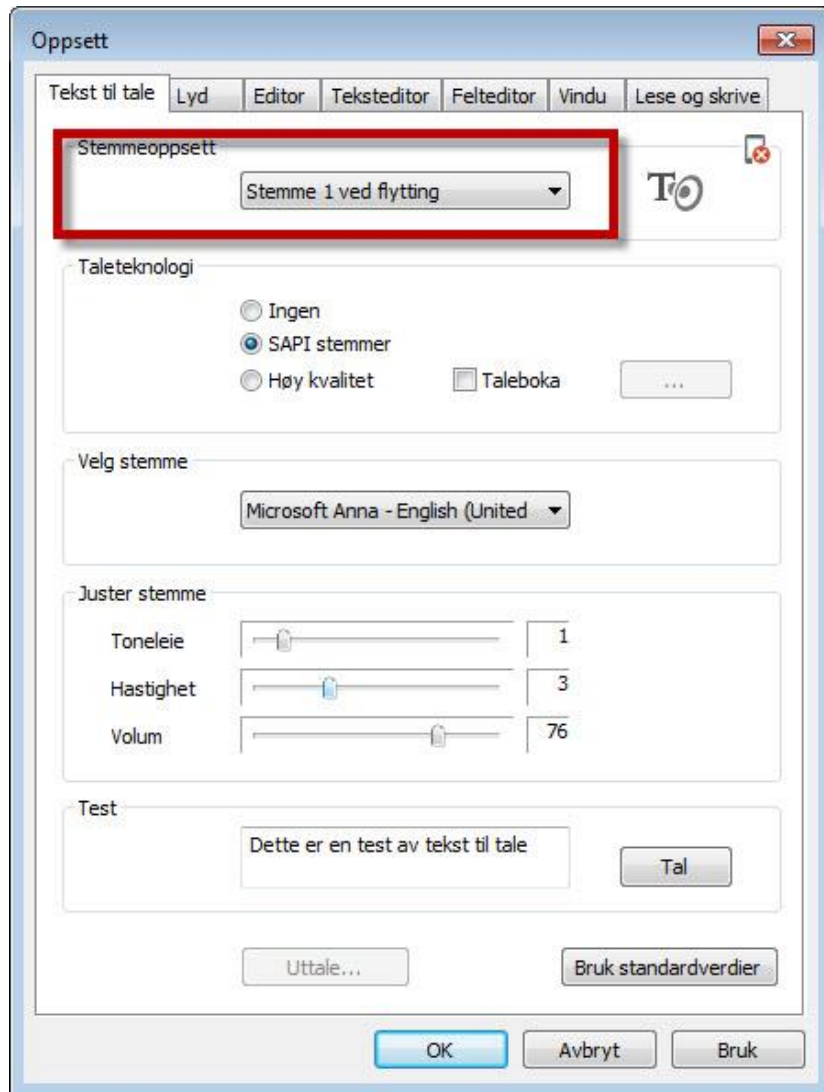 Oppsett
Tekst til tale Lyd Editor Teksteditor Felteditor Vindu Lese og skrive
Stemmeoppsett
Stemme 1 ved flytting
Taleteknologi
Ingen
SAPI stemmer
Høy kvalitet Taleboka ...
Velg stemme
Microsoft Anna - English (United
Juster stemme
Toneleie 1
Hastighet 3
Volum 76
Test
Dette er en test av tekst til tale
Tal
Uttale... Bruk standardverdier
OK Avbryt Bruk